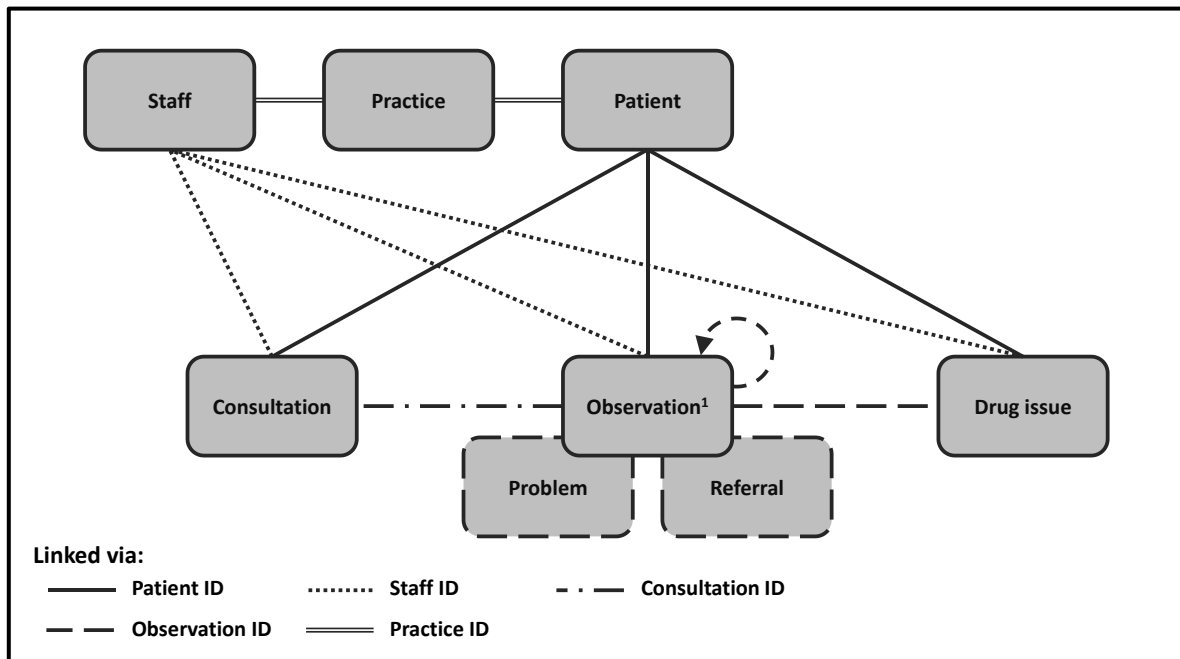 Staff
Practice
Patient
Consultation
Observation¹
Drug issue
Problem
Referral
Linked via:
Patient ID
Staff ID
Consultation ID
Observation ID
Practice ID